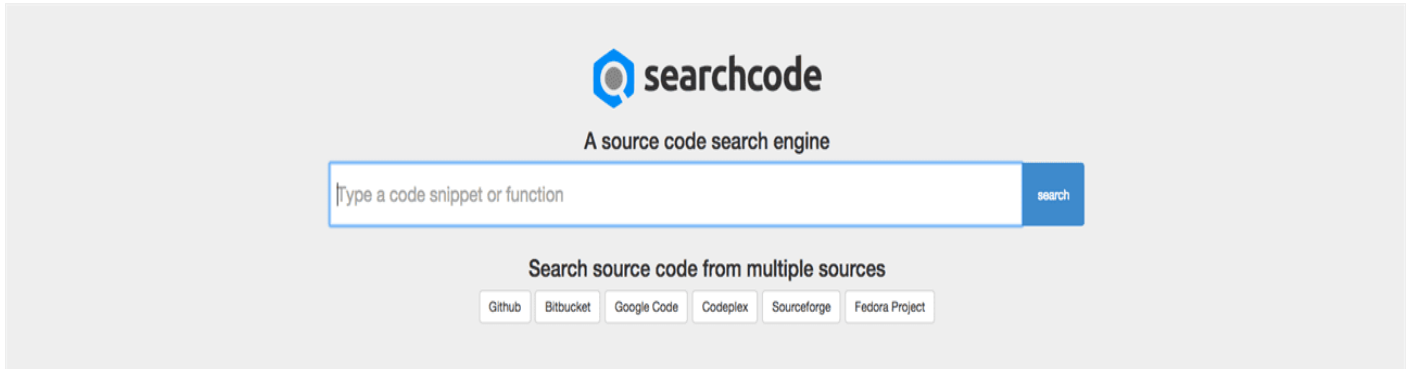 searchcode
A source code search engine
Type a code snippet or function
search
Search source code from multiple sources
Github Bitbucket Google Code Codeplex Sourceforge Fedora Project